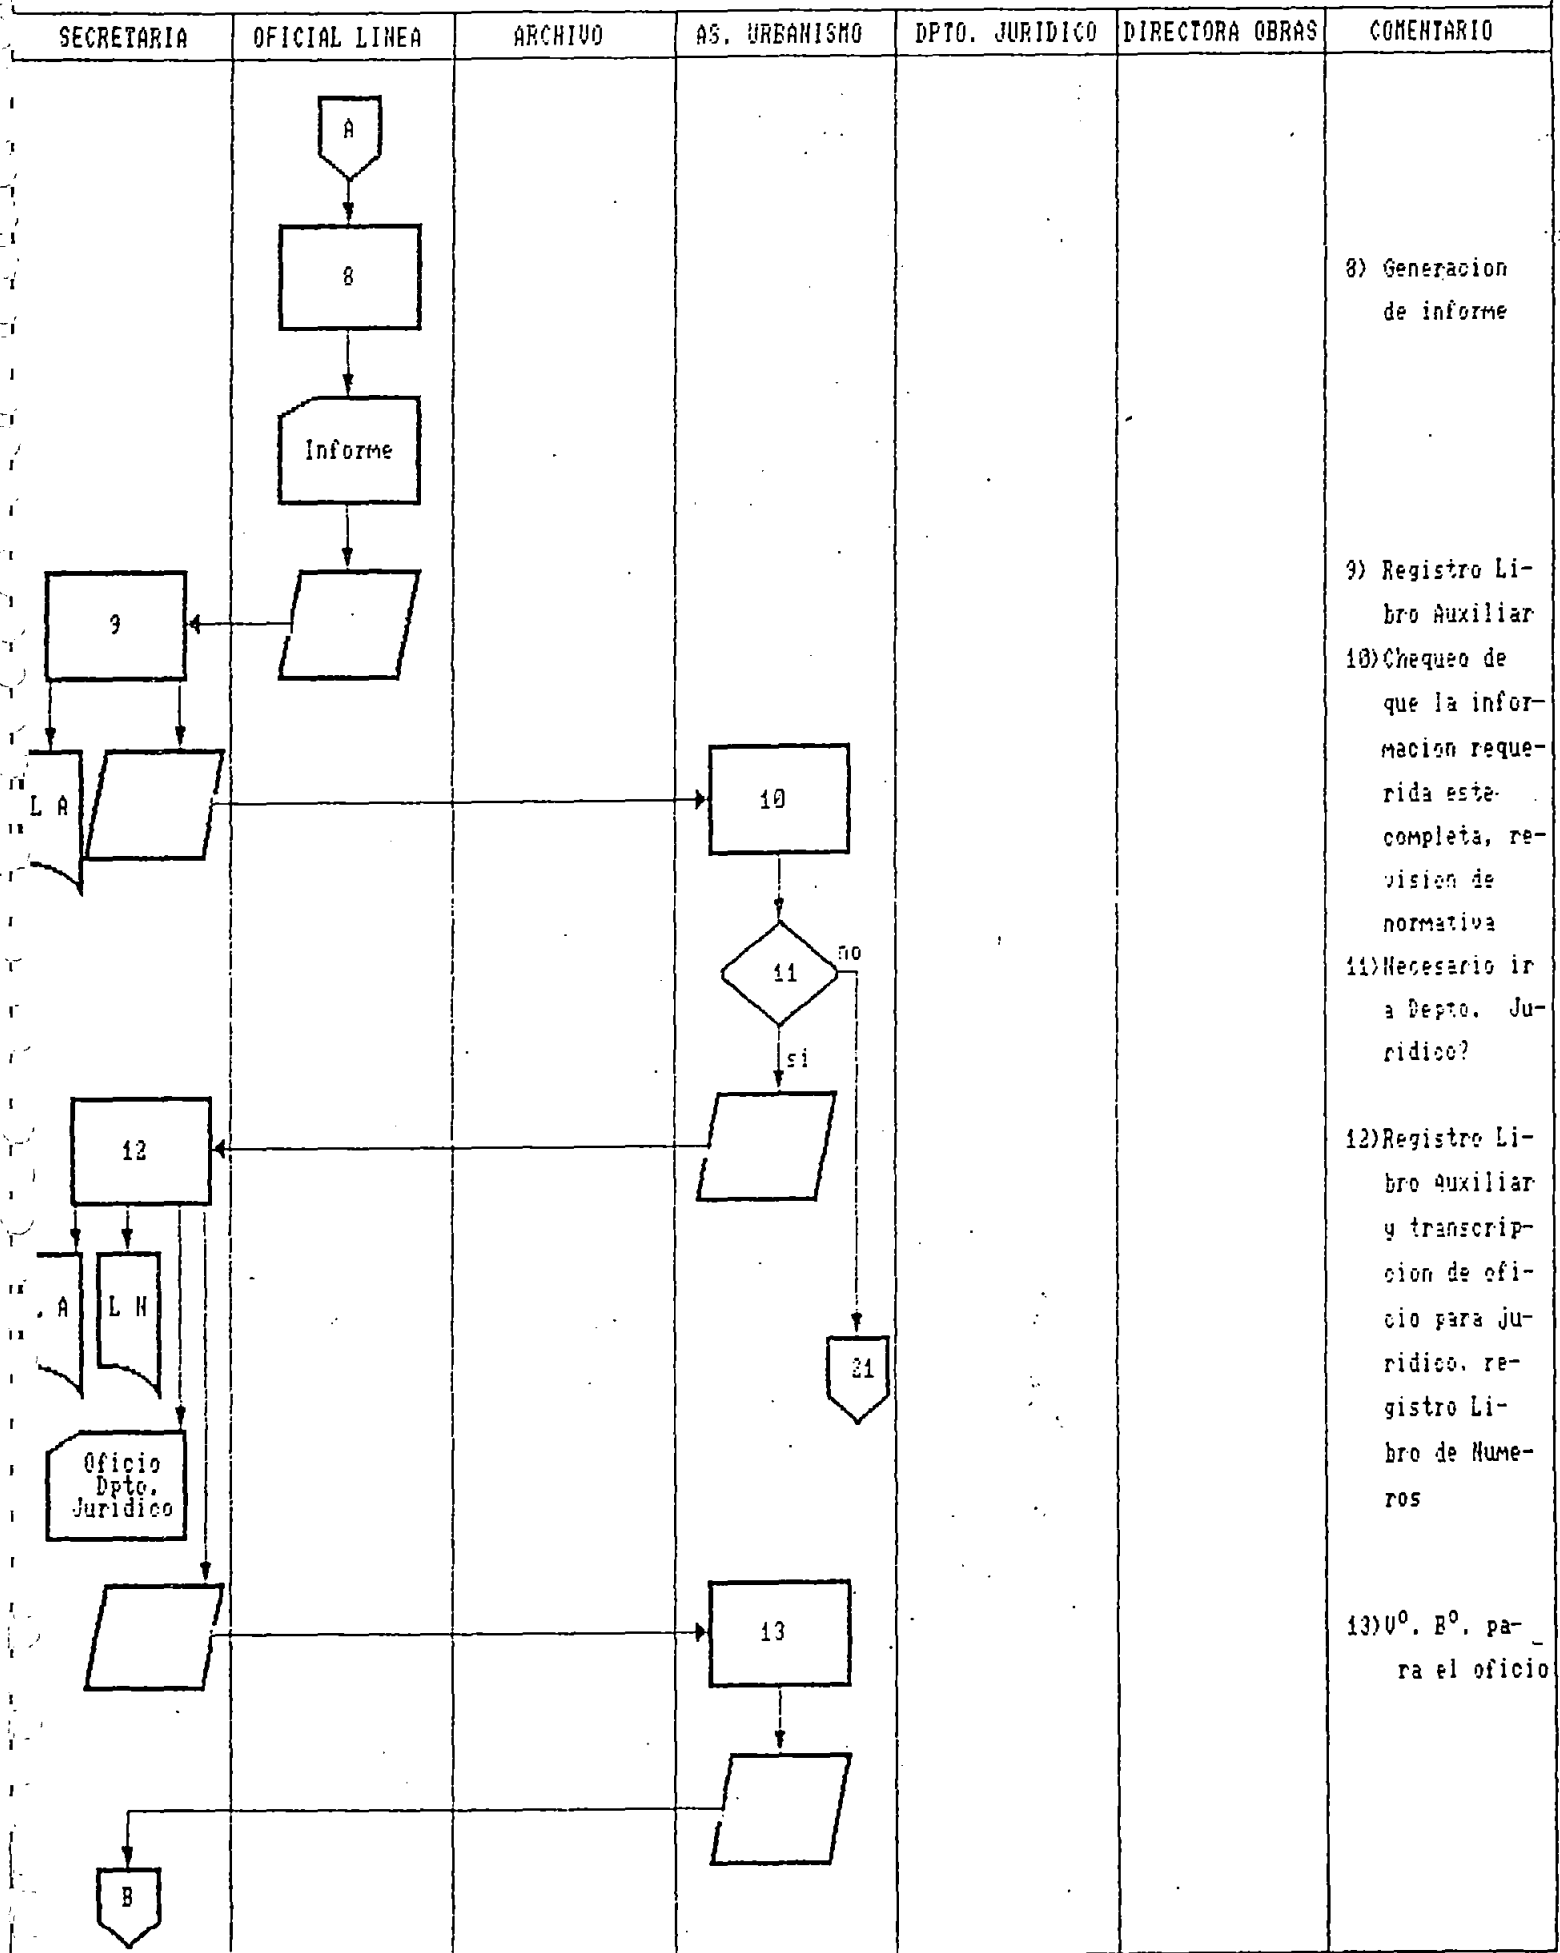 SECRETARIA OFICIAL LINEA ARCHIVO AS. URBANISMO DPTO. JURIDICO DIRECTORA OBRAS COMENTARIO
A
8
Informe
9
L A
10
11
no
si
12
. A
L N
21
Oficio
Dpto.
Juridico
13
B
8) Generacion
de informe
9) Registro Li-
bro Auxiliar
10)Chequeo de
que la infor-
macion reque-
rida este
completa, re-
vision de
normativa
11)Necesario ir
a Depto. Ju-
ridico?
12)Registro Li-
bro Auxiliar
y transcrip-
cion de ofi-
cio para ju-
ridico, re-
gistro Li-
bro de Nume-
ros
13)Vº. Bº. pa-
ra el oficio